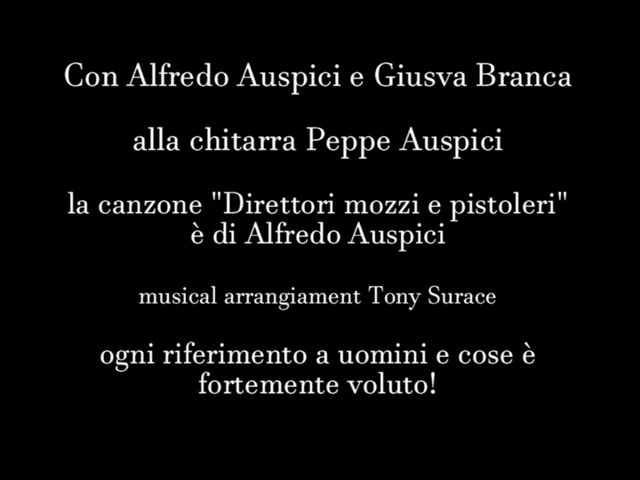 Con Alfredo Auspici e Giusva Branca
alla chitarra Peppe Auspici
la canzone "Direttori mozzi e pistoleri"
è di Alfredo Auspici
musical arrangiament Tony Surace
ogni riferimento a uomini e cose è
fortemente voluto!